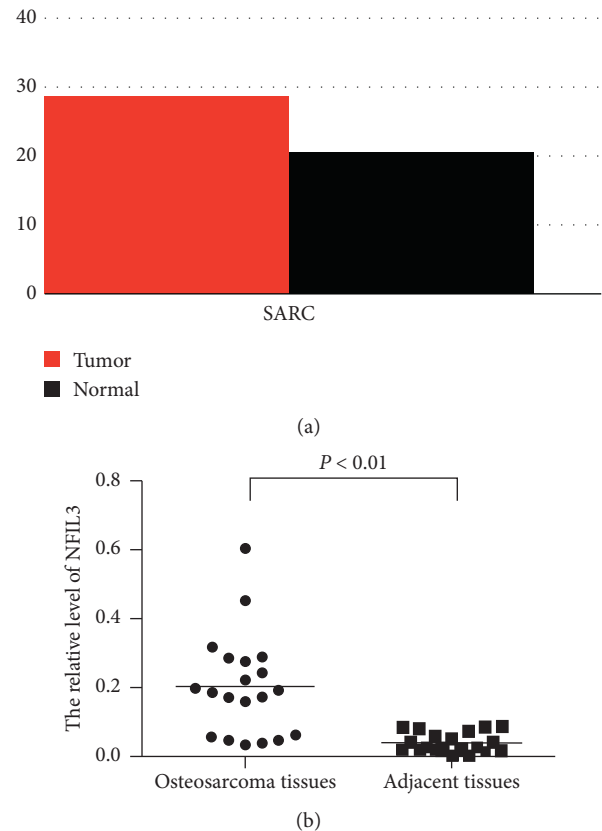 40
30
20
10
0
SARC
Tumor
Normal
(a)
P < 0.01
0.8
0.6
0.4
0.2
0.0
The relative level of NFIL3
Osteosarcoma tissues
Adjacent tissues
(b)